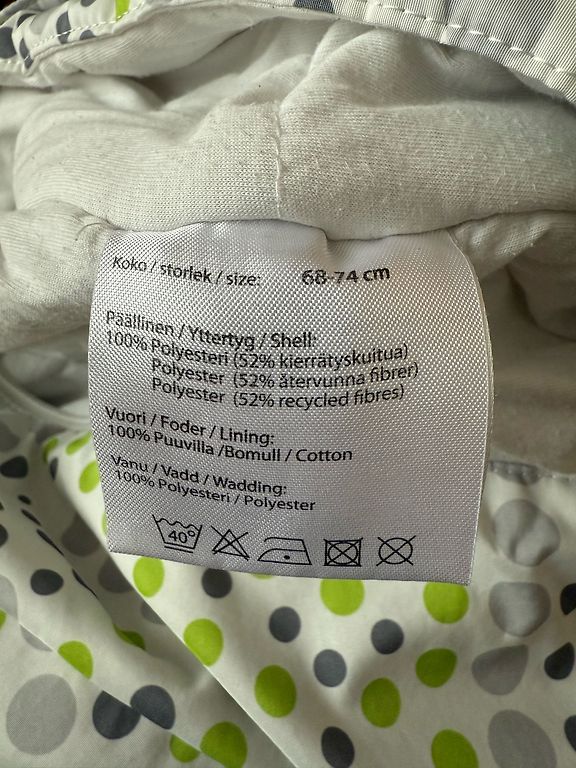 Koko / storlek / size: 68-74 cm
Päällinen / Yttertyg / Shell:
100% Polyesteri (52% kierrätyskuitua)
Polyester (52% återvunna fibrer)
Polyester (52% recycled fibres)
Vuori / Foder / Lining:
100% Puuvilla /Bomull / Cotton
Vanu / Vadd / Wadding:
100% Polyesteri / Polyester
40°